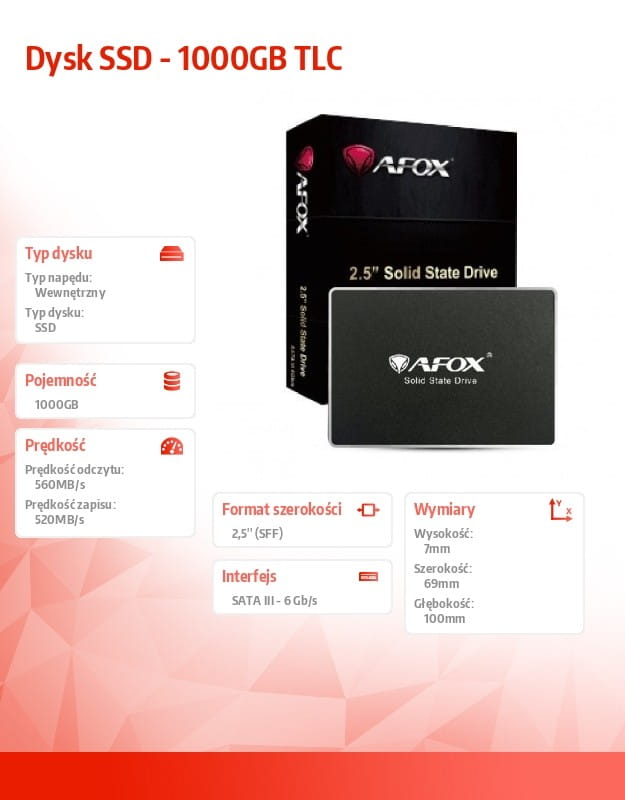 Dysk SSD - 1000GB TLC
AFOX
AFOX
2.5" Solid State Drive
2.5" Solid State Drive
AFOX®
Solid State Drive
Typ dysku
Typ napędu:
Wewnętrzny
Typ dysku:
SSD
Pojemność
1000GB
Prędkość
Prędkość odczytu:
560MB/s
Prędkość zapisu:
520MB/s
Format szerokości
2,5'' (SFF)
Interfejs
SATA III - 6 Gb/s
Wymiary
Y
X
Wysokość:
7mm
Szerokość:
69mm
Głębokość:
100mm